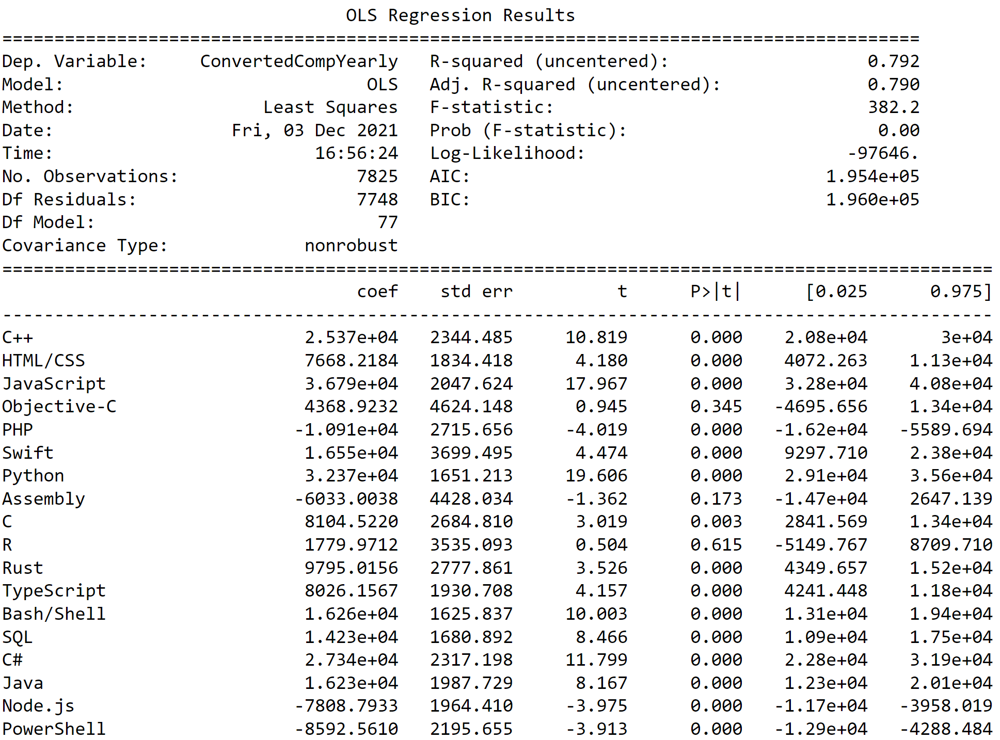 OLS Regression Results
==============================================================================
Dep. Variable: ConvertedCompYearly R-squared (uncentered): 0.792
Model: OLS Adj. R-squared (uncentered): 0.790
Method: Least Squares F-statistic: 382.2
Date: Fri, 03 Dec 2021 Prob (F-statistic): 0.00
Time: 16:56:24 Log-Likelihood: -97646.
No. Observations: 7825 AIC: 1.954e+05
Df Residuals: 7748 BIC: 1.960e+05
Df Model: 77
Covariance Type: nonrobust
==============================================================================
coef std err t P>|t| [0.025 0.975]
------------------------------------------------------------------------------
C++ 2.537e+04 2344.485 10.819 0.000 2.08e+04 3e+04
HTML/CSS 7668.2184 1834.418 4.180 0.000 4072.263 1.13e+04
JavaScript 3.679e+04 2047.624 17.967 0.000 3.28e+04 4.08e+04
Objective-C 4368.9232 4624.148 0.945 0.345 -4695.656 1.34e+04
PHP -1.091e+04 2715.656 -4.019 0.000 -1.62e+04 -5589.694
Swift 1.655e+04 3699.495 4.474 0.000 9297.710 2.38e+04
Python 3.237e+04 1651.213 19.606 0.000 2.91e+04 3.56e+04
Assembly -6033.0038 4428.034 -1.362 0.173 -1.47e+04 2647.139
C 8104.5220 2684.810 3.019 0.003 2841.569 1.34e+04
R 1779.9712 3535.093 0.504 0.615 -5149.767 8709.710
Rust 9795.0156 2777.861 3.526 0.000 4349.657 1.52e+04
TypeScript 8026.1567 1930.708 4.157 0.000 4241.448 1.18e+04
Bash/Shell 1.626e+04 1625.837 10.003 0.000 1.31e+04 1.94e+04
SQL 1.423e+04 1680.892 8.466 0.000 1.09e+04 1.75e+04
C# 2.734e+04 2317.198 11.799 0.000 2.28e+04 3.19e+04
Java 1.623e+04 1987.729 8.167 0.000 1.23e+04 2.01e+04
Node.js -7808.7933 1964.410 -3.975 0.000 -1.17e+04 -3958.019
PowerShell -8592.5610 2195.655 -3.913 0.000 -1.29e+04 -4288.484